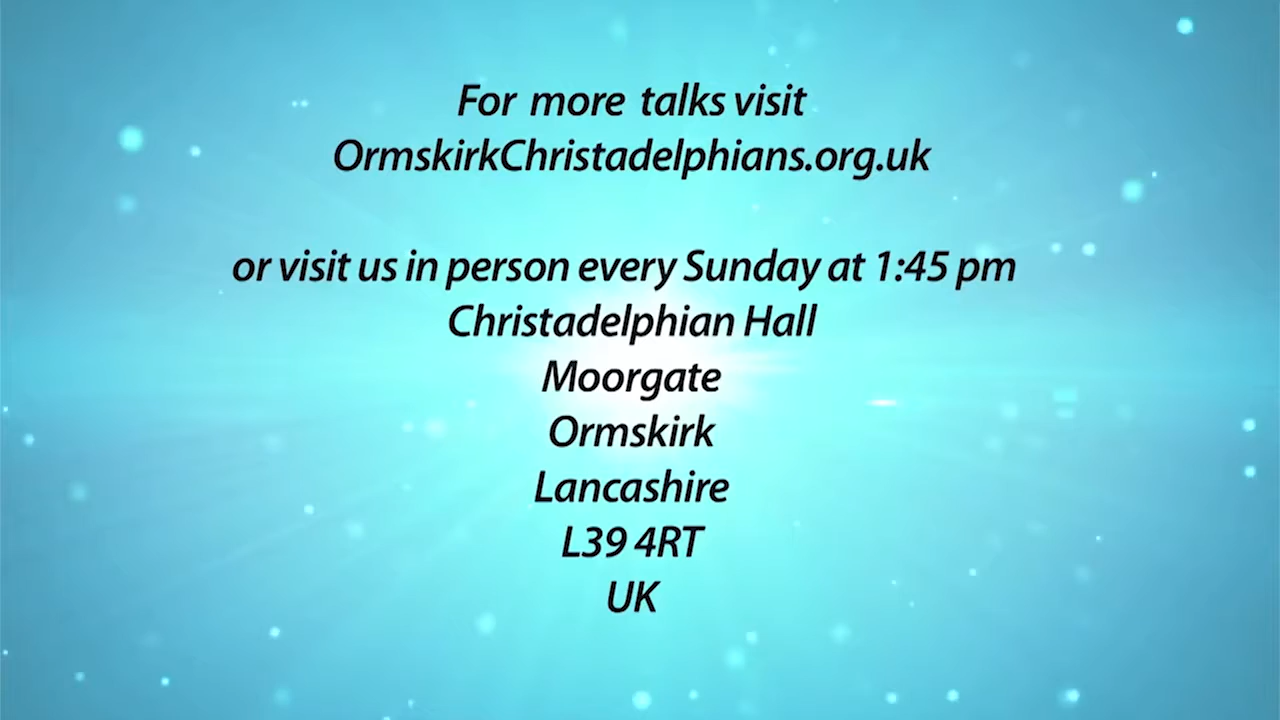 For more talks visit
OrmskirkChristadelphians.org.uk
or visit us in person every Sunday at 1:45 pm
Christadelphian Hall
Moorgate
Ormskirk
Lancashire
L39 4RT
UK